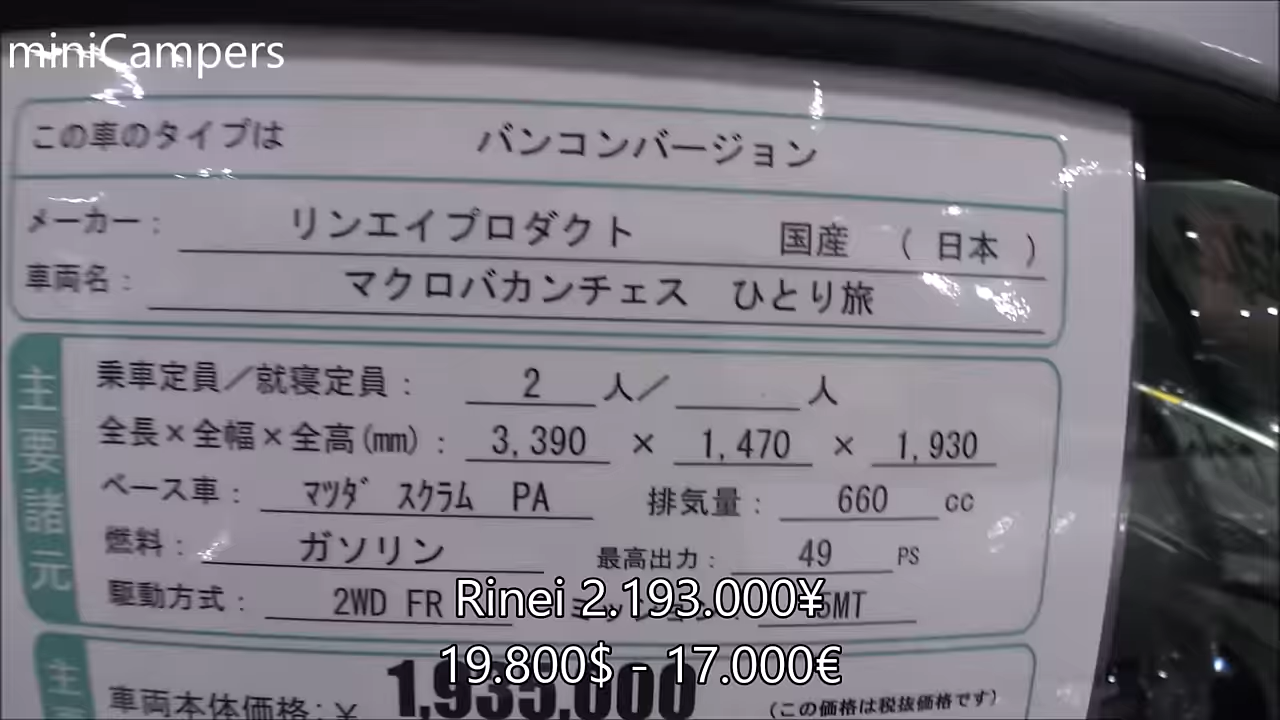 miniCampers
この車のタイプは バンコンバージョン
メーカー： リンエイプロダクト 国産 （ 日本 ）
車両名： マクロバカンチェス ひとり旅
主要諸元
乗車定員／就寝定員： 2 人／ 人
全長×全幅×全高(mm)： 3,390 × 1,470 × 1,930
ベース車： ﾏﾂﾀﾞ ｽｸﾗﾑ PA 排気量： 660 cc
燃料： ガソリン 最高出力： 49 PS
駆動方式： 2WD FR 5MT
Rinei 2.193.000¥
19.800$ - 17.000€
主
車両本体価格：￥ 1,935,000 (この価格は税抜価格です)